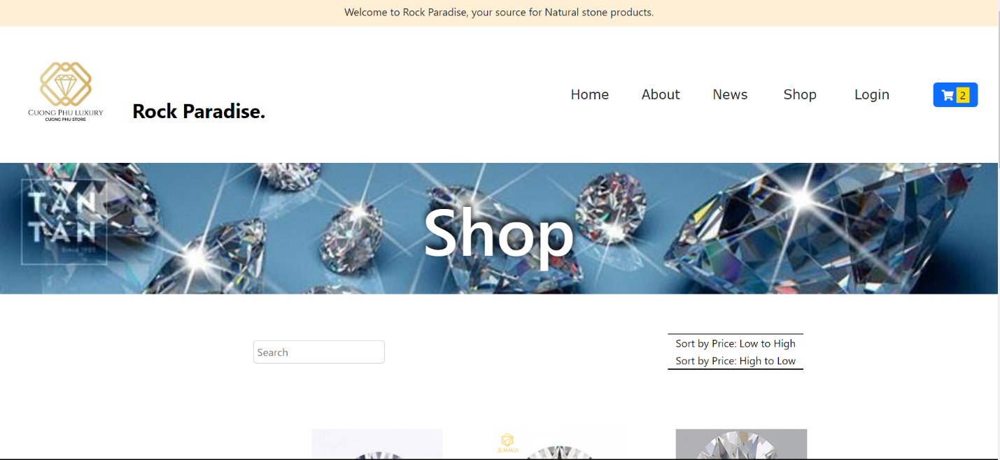 Welcome to Rock Paradise, your source for Natural stone products.
CUONG PHU LUXURY
CUONG PHU STORE
Rock Paradise.
Home About News Shop Login 2
TÂN
TÂN
Since 1980
Shop
Search
Sort by Price: Low to High
Sort by Price: High to Low
JEMMIA